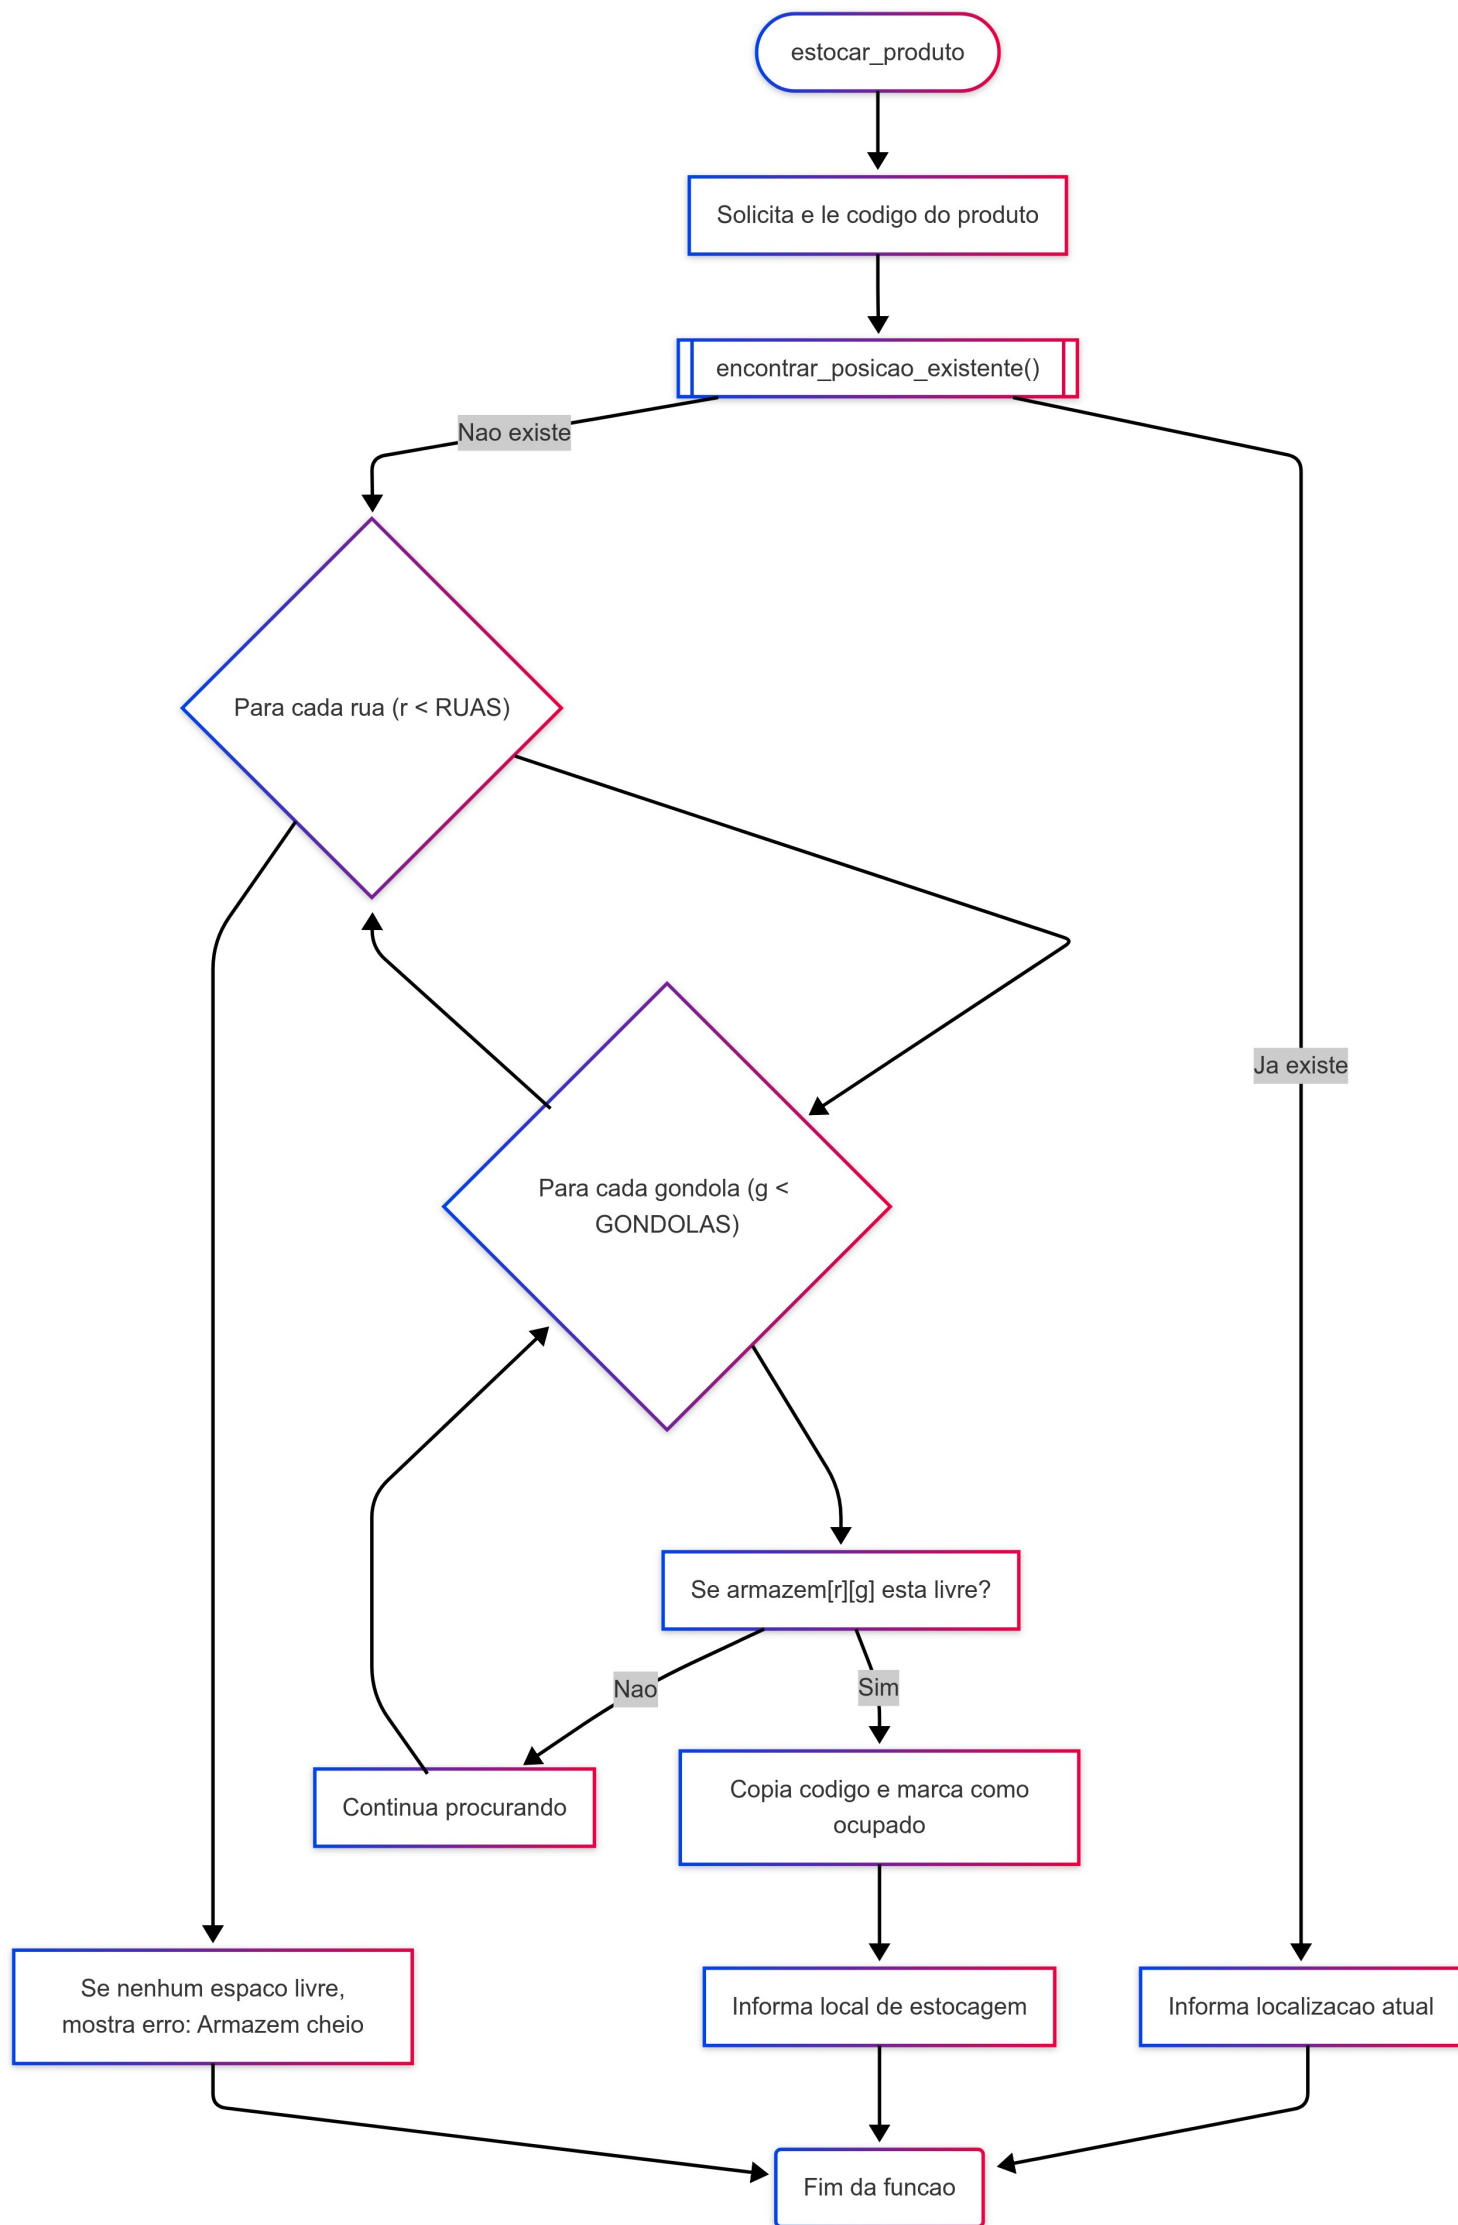 estocar_produto
Solicita e le codigo do produto
encontrar_posicao_existente()
Nao existe
Para cada rua (r < RUAS)
Ja existe
Para cada gondola (g <
GONDOLAS)
Se armazem[r][g] esta livre?
Nao
Sim
Continua procurando
Copia codigo e marca como
ocupado
Se nenhum espaco livre,
mostra erro: Armazem cheio
Informa local de estocagem
Informa localizacao atual
Fim da funcao